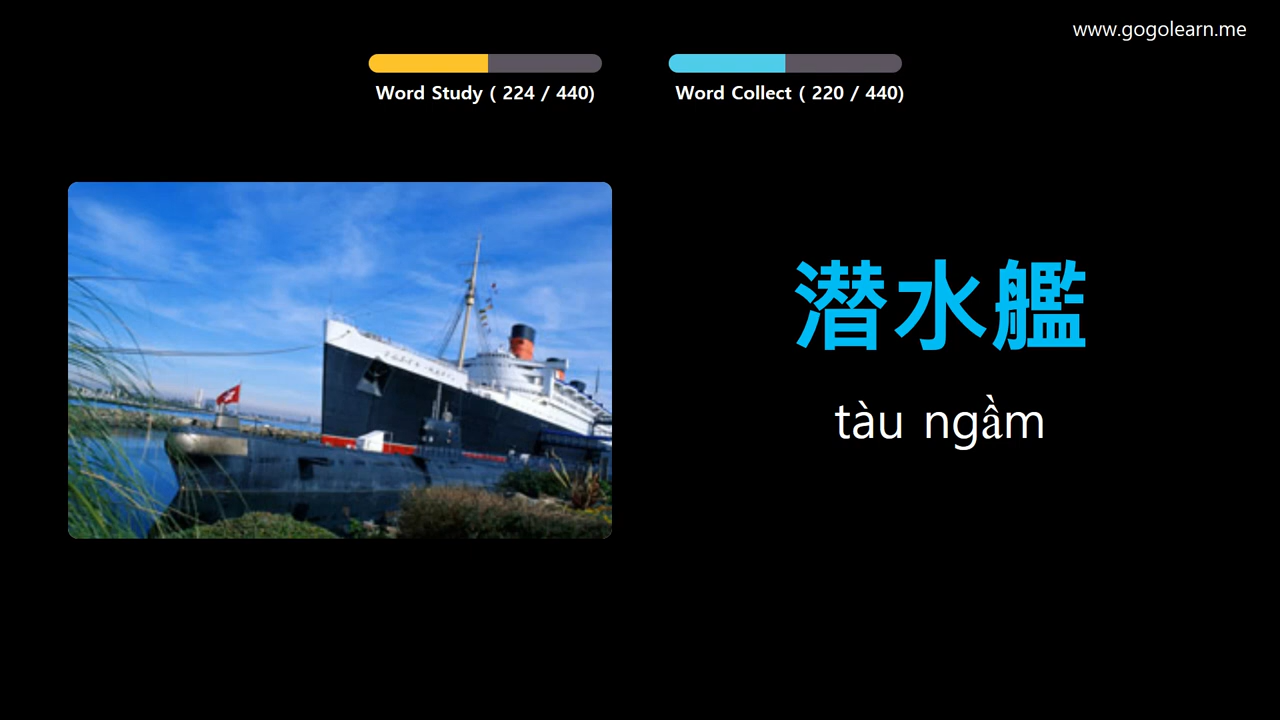 www.gogolearn.me
Word Study ( 224 / 440)
Word Collect ( 220 / 440)
潜水艦
tàu ngầm